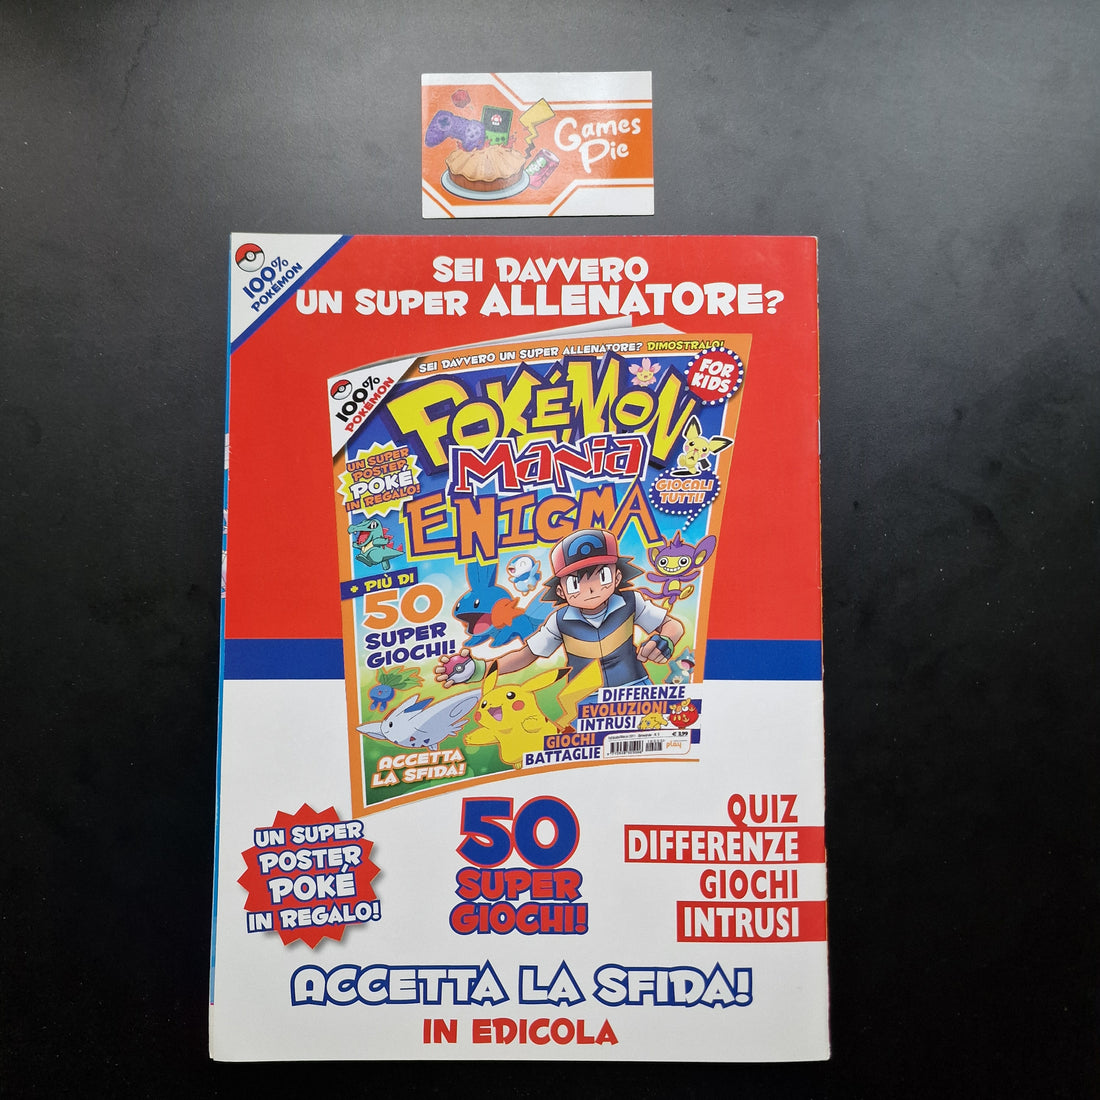 Games
Pie
100%
POKÉMON
SEI DAVVERO
UN SUPER ALLENATORE?
SEI DAVVERO UN SUPER ALLENATORE? DIMOSTRALO!
100%
POKÉMON
FOR
KIDS
POKÉMON
Mania
ENIGMA
UN SUPER
POSTER
POKÉ
IN REGALO!
GIOCALI
TUTTI!
+ PIÙ DI
50
SUPER
GIOCHI!
DIFFERENZE
EVOLUZIONI
INTRUSI
GIOCHI
BATTAGLIE
€ 3,99
play
ACCETTA
LA SFIDA!
UN SUPER
POSTER
POKÉ
IN REGALO!
50
SUPER
GIOCHI!
QUIZ
DIFFERENZE
GIOCHI
INTRUSI
ACCETTA LA SFIDA!
IN EDICOLA